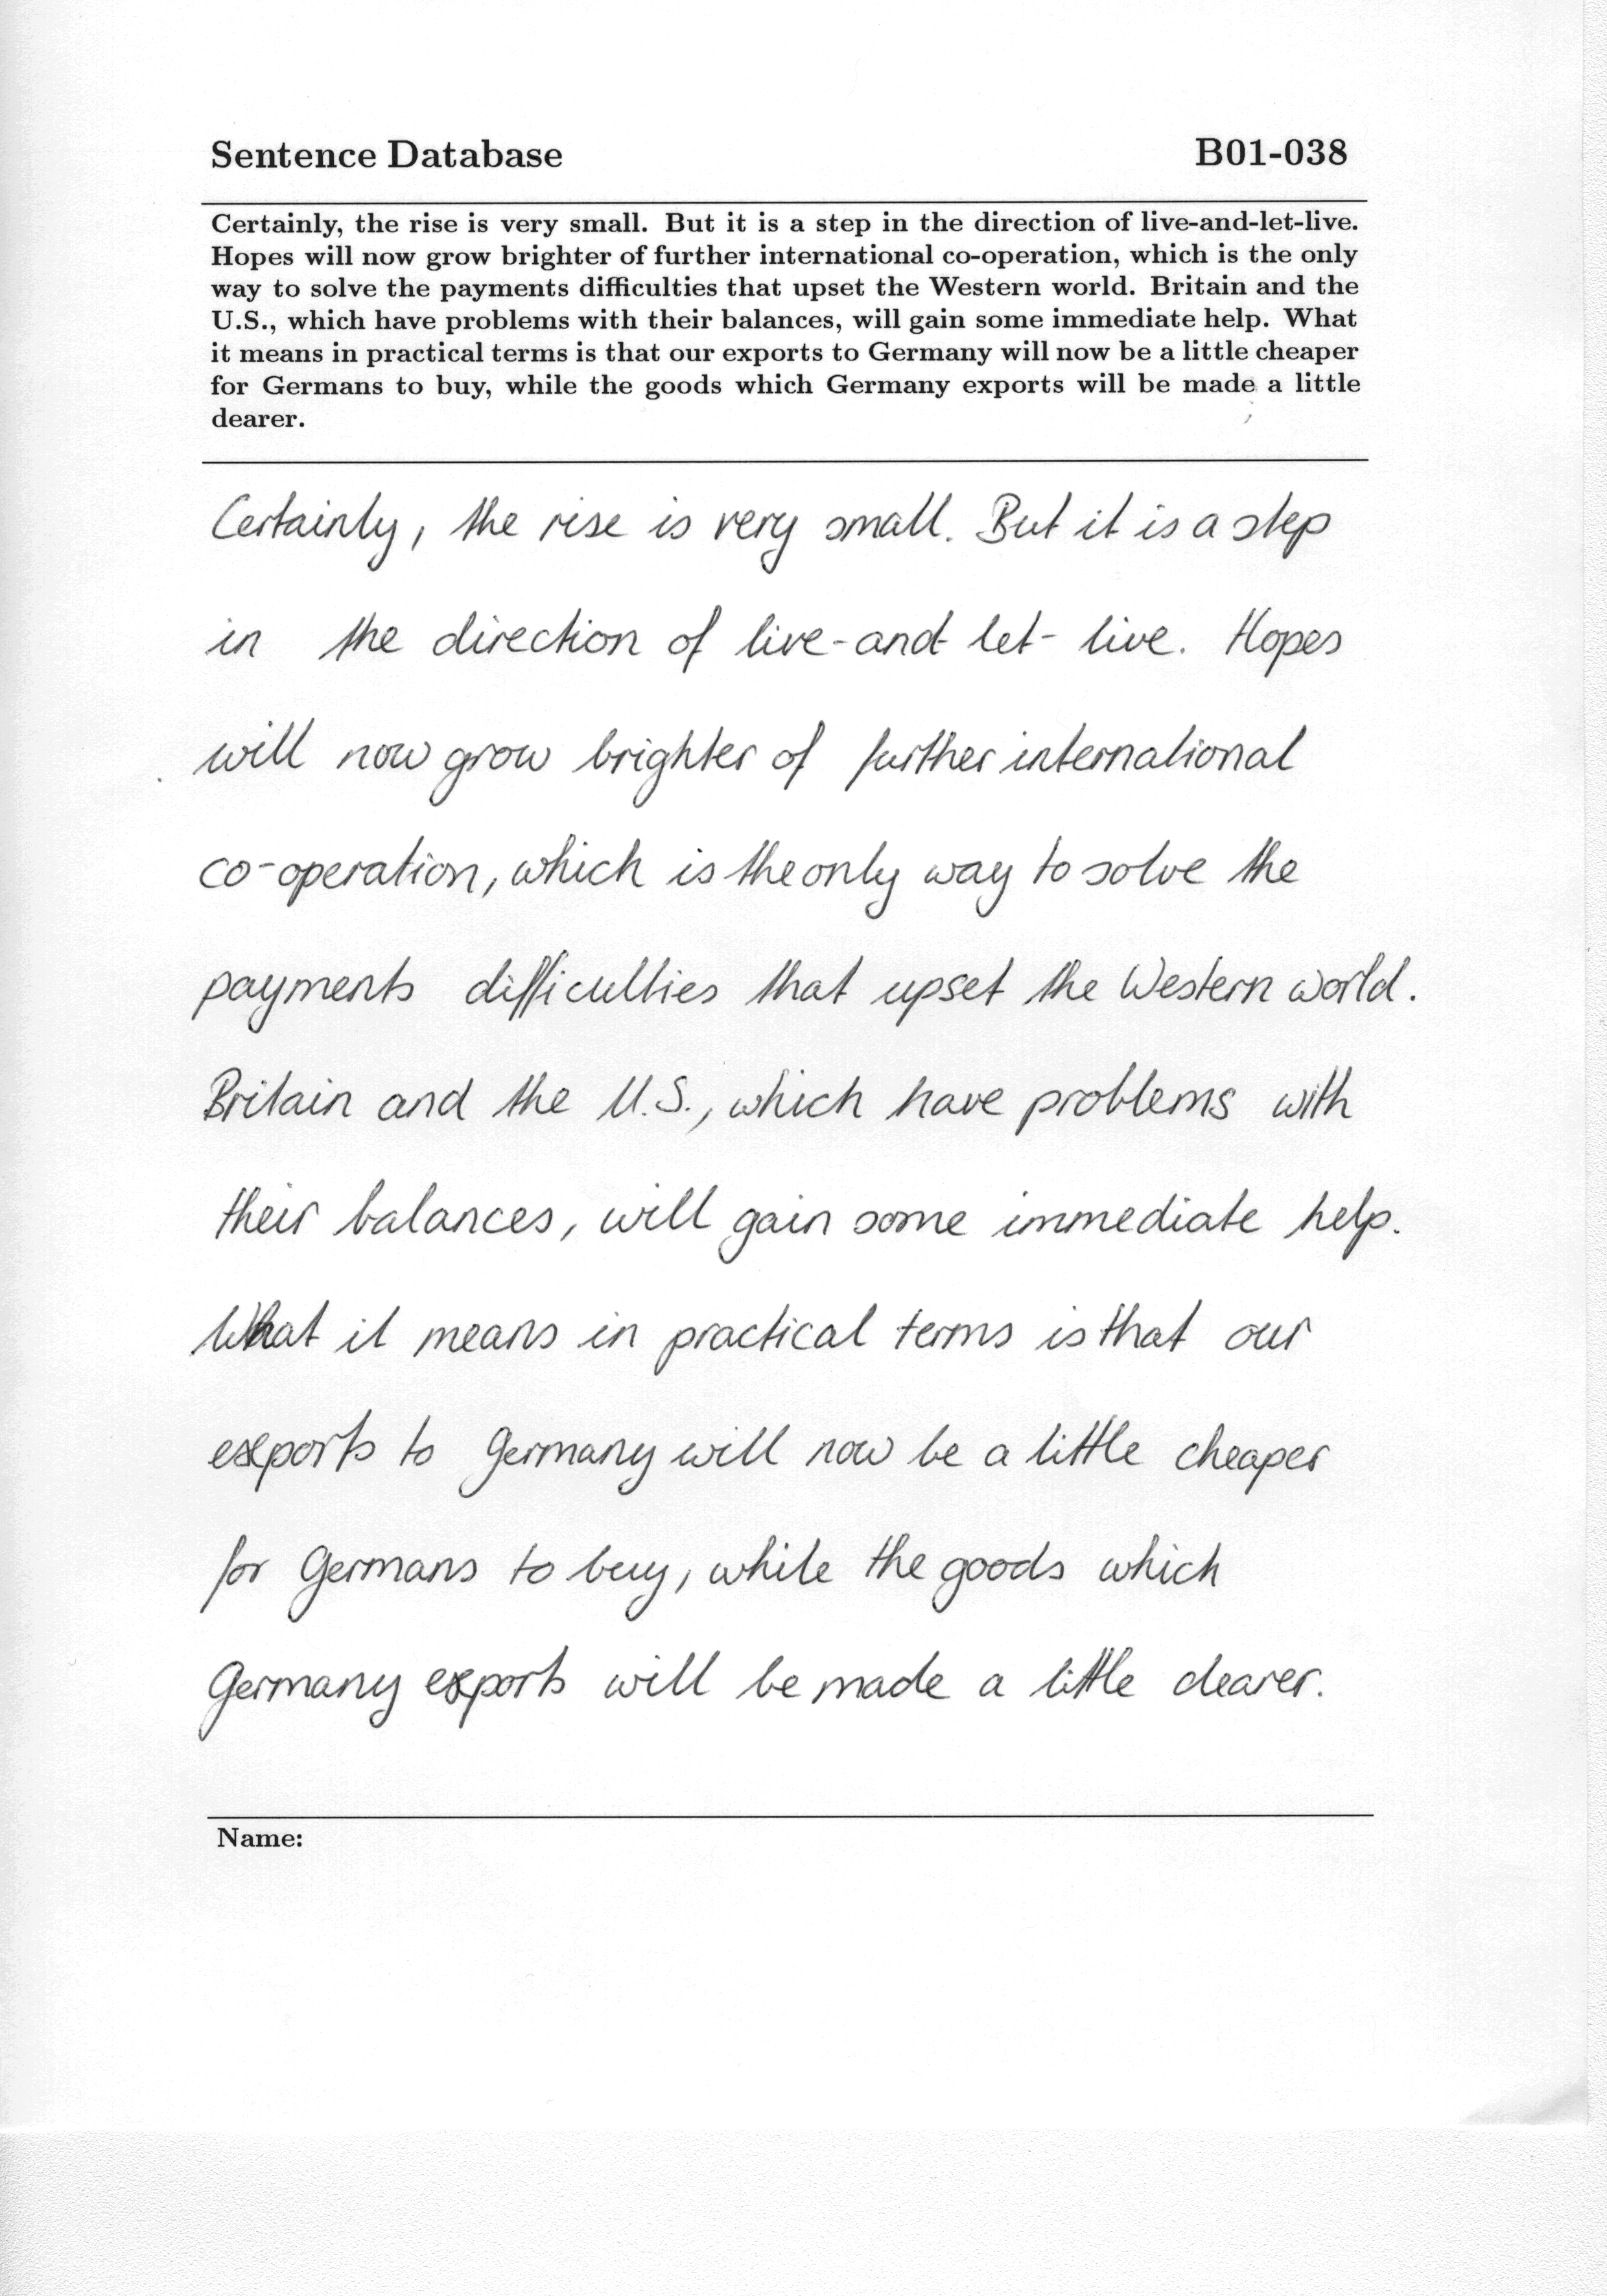 Sentence Database B01-038
Certainly, the rise is very small. But it is a step in the direction of live-and-let-live.
Hopes will now grow brighter of further international co-operation, which is the only
way to solve the payments difficulties that upset the Western world. Britain and the
U.S., which have problems with their balances, will gain some immediate help. What
it means in practical terms is that our exports to Germany will now be a little cheaper
for Germans to buy, while the goods which Germany exports will be made a little
dearer.
Certainly, the rise is very small. But it is a step
in the direction of live-and-let-live. Hopes
will now grow brighter of further international
co-operation, which is the only way to solve the
payments difficulties that upset the Western world.
Britain and the U.S., which have problems with
their balances, will gain some immediate help.
What it means in practical terms is that our
exports to Germany will now be a little cheaper
for Germans to buy, while the goods which
Germany exports will be made a little dearer.
Name: